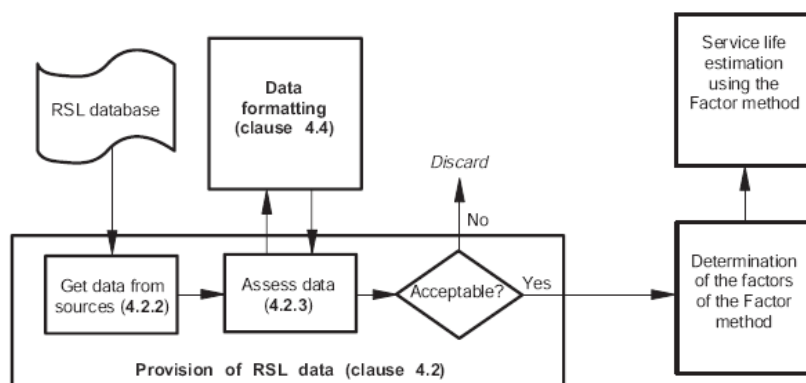 RSL database
Data
formatting
(clause 4.4)
Service life
estimation
using the
Factor method
Discard
No
Get data from
sources (4.2.2)
Assess data
(4.2.3)
Acceptable?
Yes
Determination
of the factors
of the Factor
method
Provision of RSL data (clause 4.2)